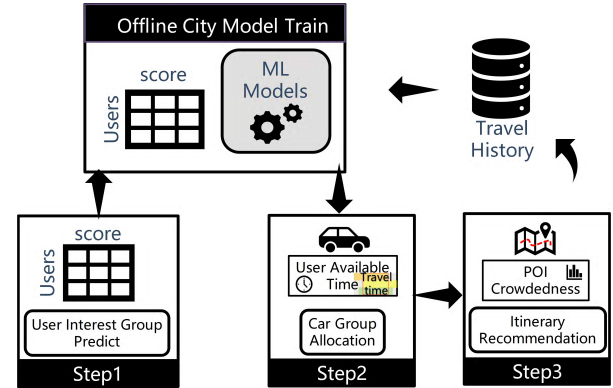 Offline City Model Train
score
Users
ML
Models
Travel
History
score
Users
User Interest Group
Predict
Step1
User Available
Time
Travel
time
Car Group
Allocation
Step2
POI
Crowdedness
Itinerary
Recommendation
Step3